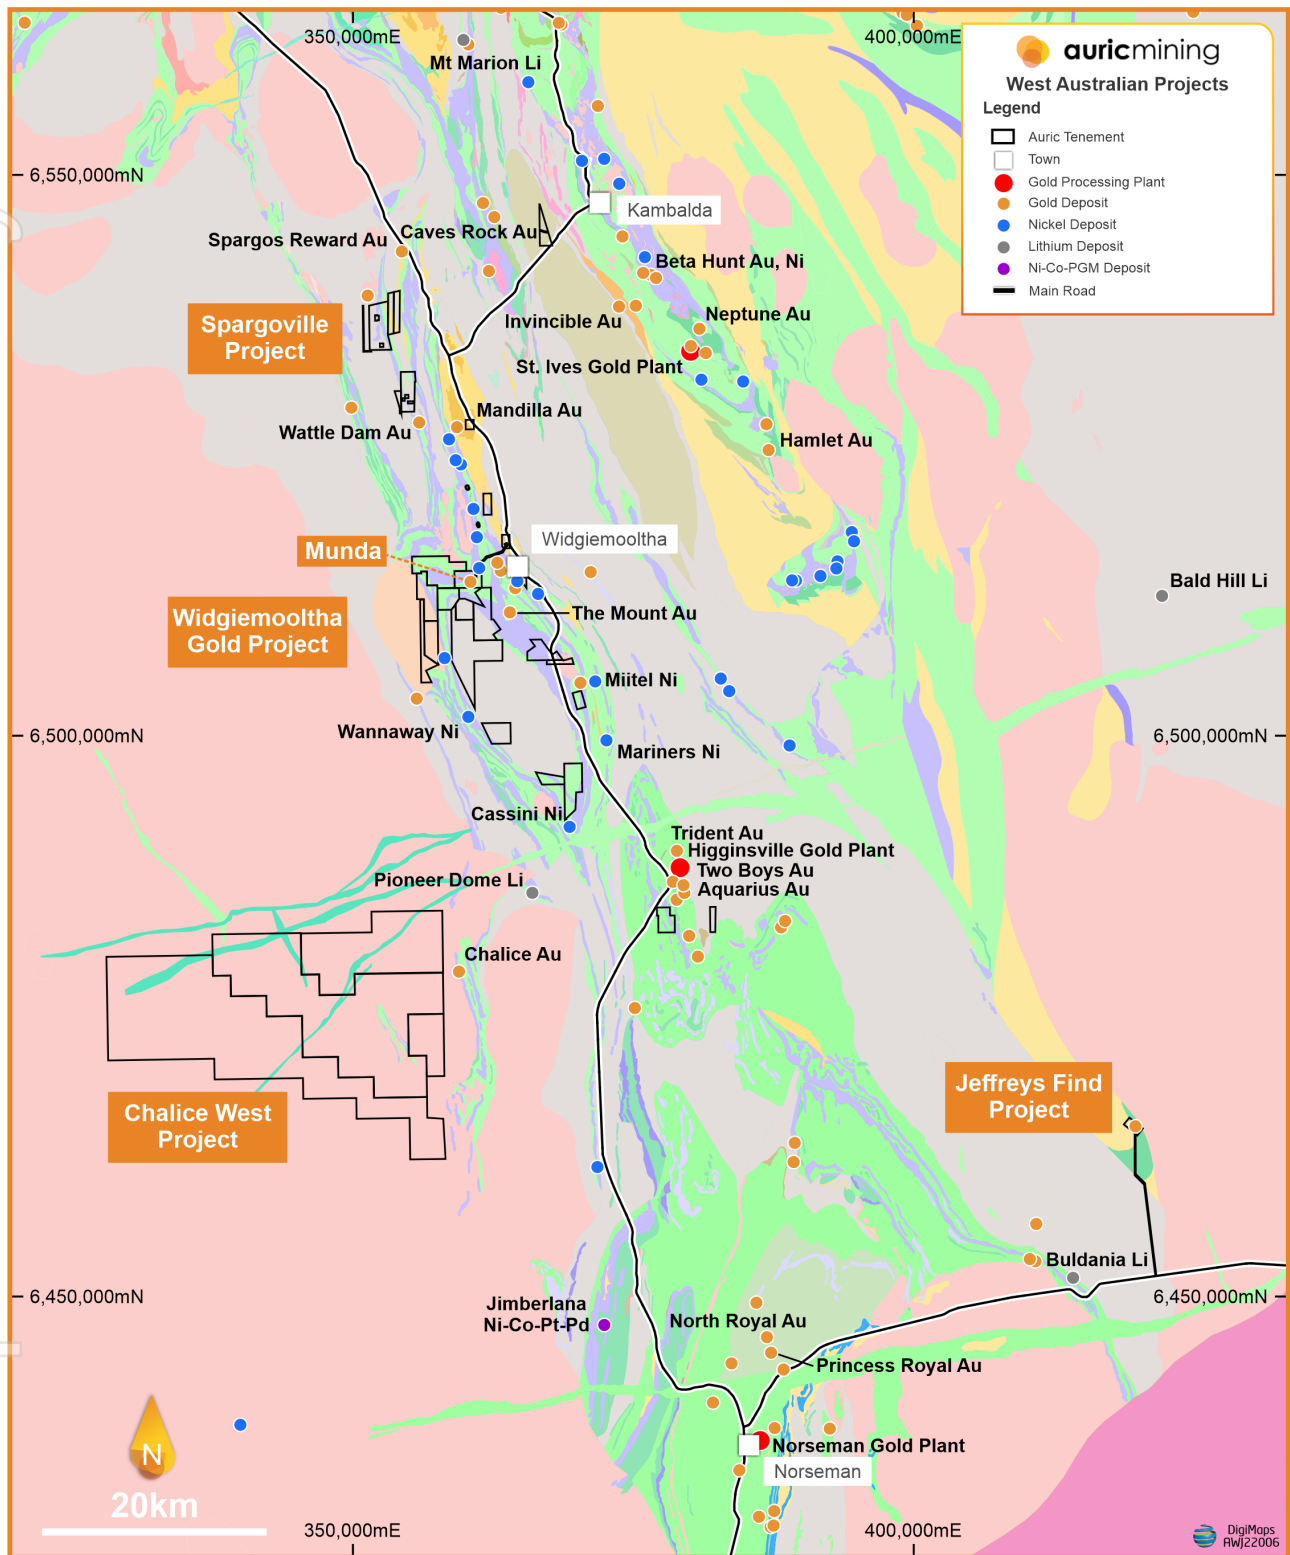 350,000mE
400,000mE
auricmining
West Australian Projects
Legend
Auric Tenement
Town
Gold Processing Plant
Gold Deposit
Nickel Deposit
Lithium Deposit
Ni-Co-PGM Deposit
Main Road
Mt Marion Li
6,550,000mN
Kambalda
Caves Rock Au
Spargos Reward Au
Beta Hunt Au, Ni
Spargoville
Project
Invincible Au
Neptune Au
St. Ives Gold Plant
Mandilla Au
Wattle Dam Au
Hamlet Au
Widgiemooltha
Munda
Bald Hill Li
Widgiemooltha
Gold Project
The Mount Au
Miitel Ni
Wannaway Ni
6,500,000mN
6,500,000mN
Mariners Ni
Cassini Ni
Trident Au
Higginsville Gold Plant
Two Boys Au
Pioneer Dome Li
Aquarius Au
Chalice Au
Jeffreys Find
Project
Chalice West
Project
Buldania Li
6,450,000mN
6,450,000mN
Jimberlana
Ni-Co-Pt-Pd
North Royal Au
Princess Royal Au
Norseman Gold Plant
Norseman
N
20km
350,000mE
400,000mE
DigiMaps
AWJ22006